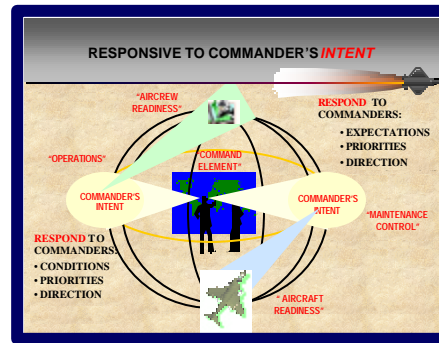 RESPONSIVE TO COMMANDER'S INTENT
"AIRCREW
READINESS"
RESPOND TO
COMMANDERS:
• EXPECTATIONS
• PRIORITIES
• DIRECTION
"OPERATIONS"
"COMMAND
ELEMENT"
COMMANDER'S
INTENT
COMMANDER'S
INTENT
"MAINTENANCE
CONTROL"
RESPOND TO
COMMANDERS:
• CONDITIONS
• PRIORITIES
• DIRECTION
" AIRCRAFT
READINESS"